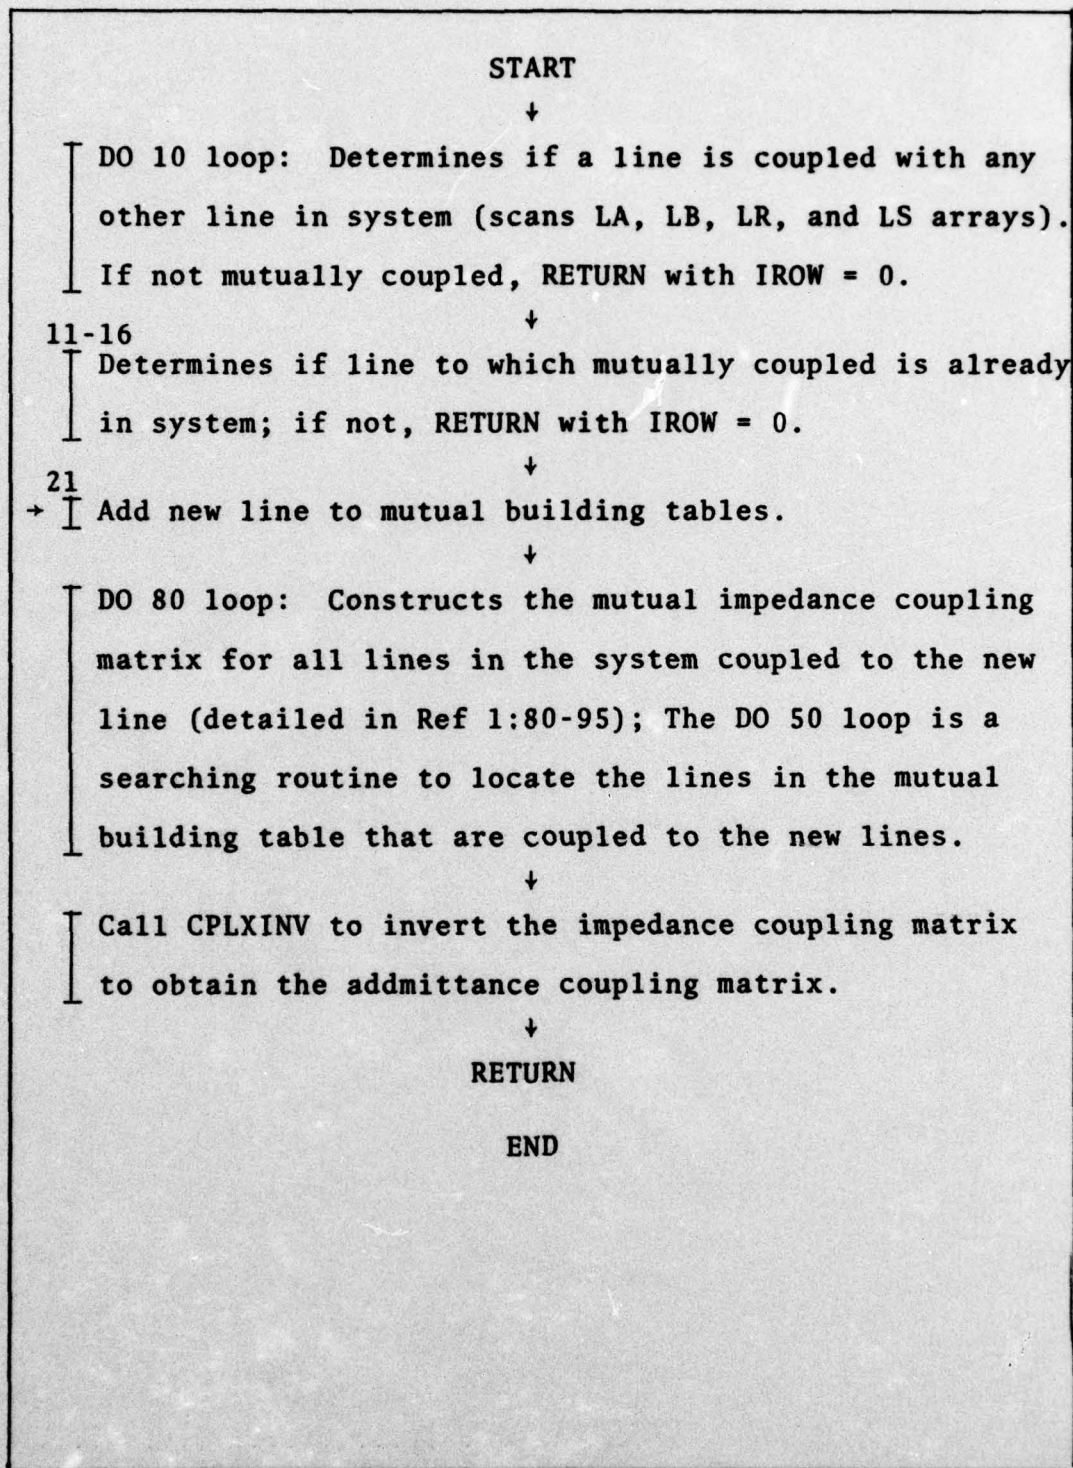 START
↓
DO 10 loop: Determines if a line is coupled with any
other line in system (scans LA, LB, LR, and LS arrays).
If not mutually coupled, RETURN with IROW = 0.
↓
11-16
Determines if line to which mutually coupled is already
in system; if not, RETURN with IROW = 0.
↓
21
→ Add new line to mutual building tables.
↓
DO 80 loop: Constructs the mutual impedance coupling
matrix for all lines in the system coupled to the new
line (detailed in Ref 1:80-95); The DO 50 loop is a
searching routine to locate the lines in the mutual
building table that are coupled to the new lines.
↓
Call CPLXINV to invert the impedance coupling matrix
to obtain the addmittance coupling matrix.
↓
RETURN
END